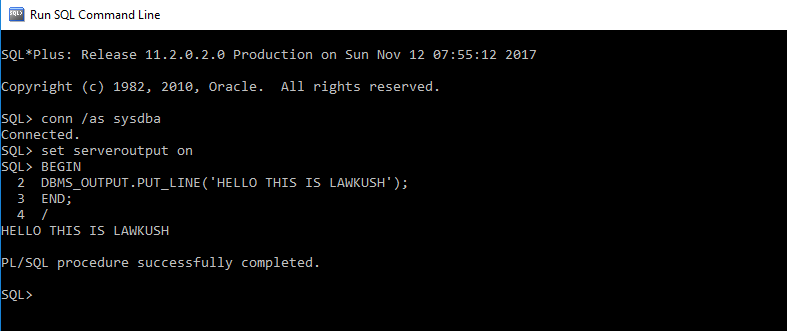 Run SQL Command Line
SQL*Plus: Release 11.2.0.2.0 Production on Sun Nov 12 07:55:12 2017
Copyright (c) 1982, 2010, Oracle.  All rights reserved.
SQL> conn /as sysdba
Connected.
SQL> set serveroutput on
SQL> BEGIN
  2  DBMS_OUTPUT.PUT_LINE('HELLO THIS IS LAWKUSH');
  3  END;
  4  /
HELLO THIS IS LAWKUSH
PL/SQL procedure successfully completed.
SQL>